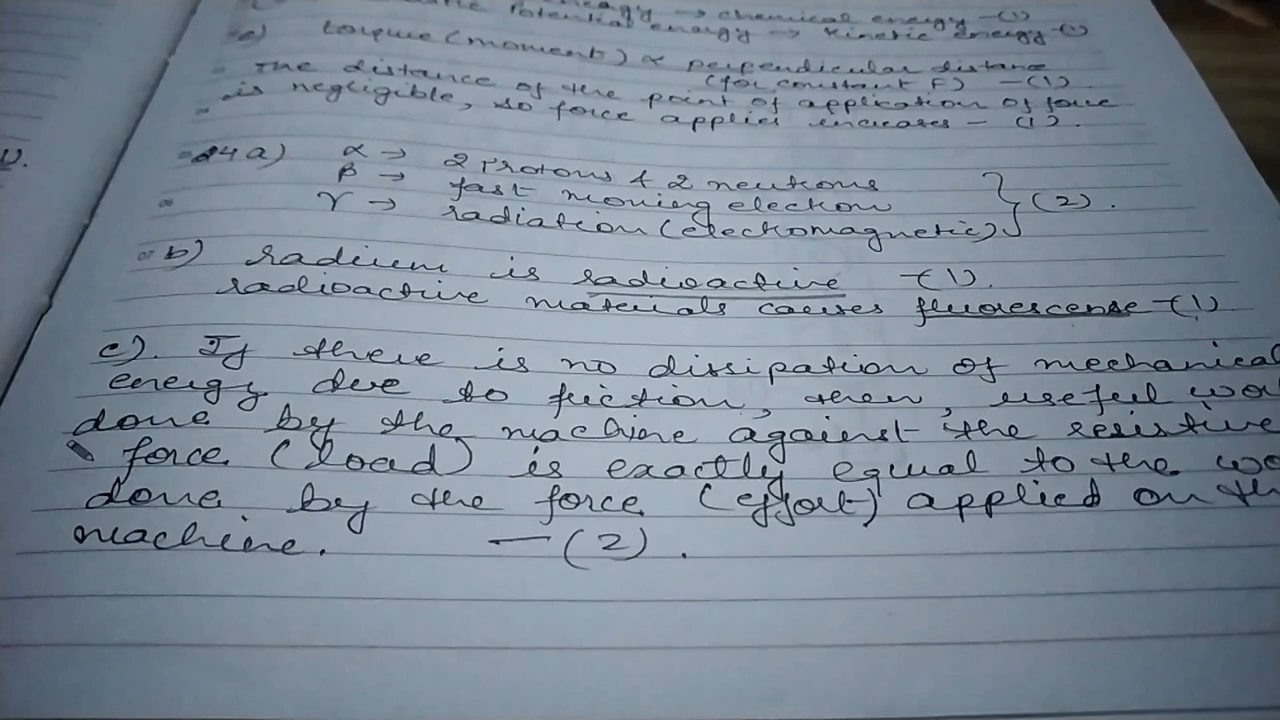 energy → chemical energy -(1)
Potential energy → Kinetic energy -(1)
e) torque (moment) ∝ perpendicular distance
(for constant F) -(1)
The distance of the point of application of force
is negligible, so force applied increases - (1).
24 a) α → 2 Protons + 2 neutrons
β → fast moving electron
γ → radiation (electromagnetic) } (2).
b) radium is radioactive -(1).
radioactive materials causes fluorescense -(1)
c). If there is no dissipation of mechanical
energy due to friction, then, useful wo
done by the machine against the resistive
force (load) is exactly equal to the wo
done by the force (effort) applied on th
machine. - (2).